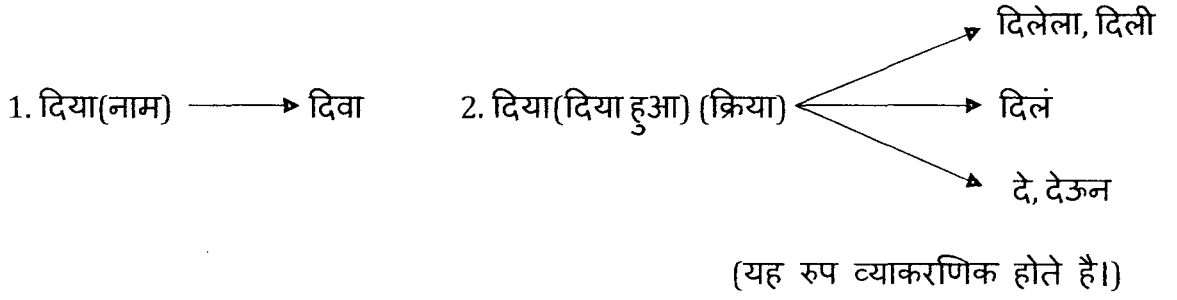 दिलेला, दिली
1. दिया(नाम) → दिवा 2. दिया(दिया हुआ) (क्रिया) → दिलं
दे, देऊन
(यह रुप व्याकरणिक होते है।)